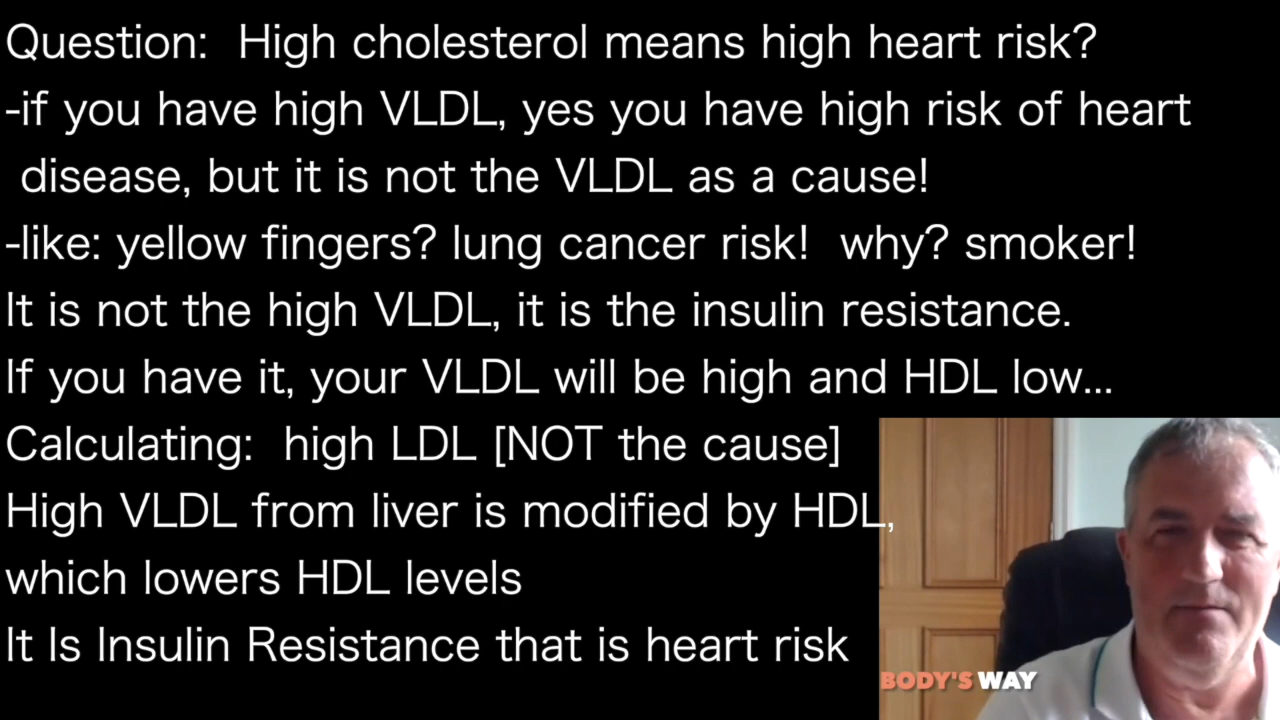 Question:  High cholesterol means high heart risk?
-if you have high VLDL, yes you have high risk of heart
disease, but it is not the VLDL as a cause!
-like: yellow fingers? lung cancer risk!  why? smoker!
It is not the high VLDL, it is the insulin resistance.
If you have it, your VLDL will be high and HDL low...
Calculating:  high LDL [NOT the cause]
High VLDL from liver is modified by HDL,
which lowers HDL levels
It Is Insulin Resistance that is heart risk
BODY'S WAY